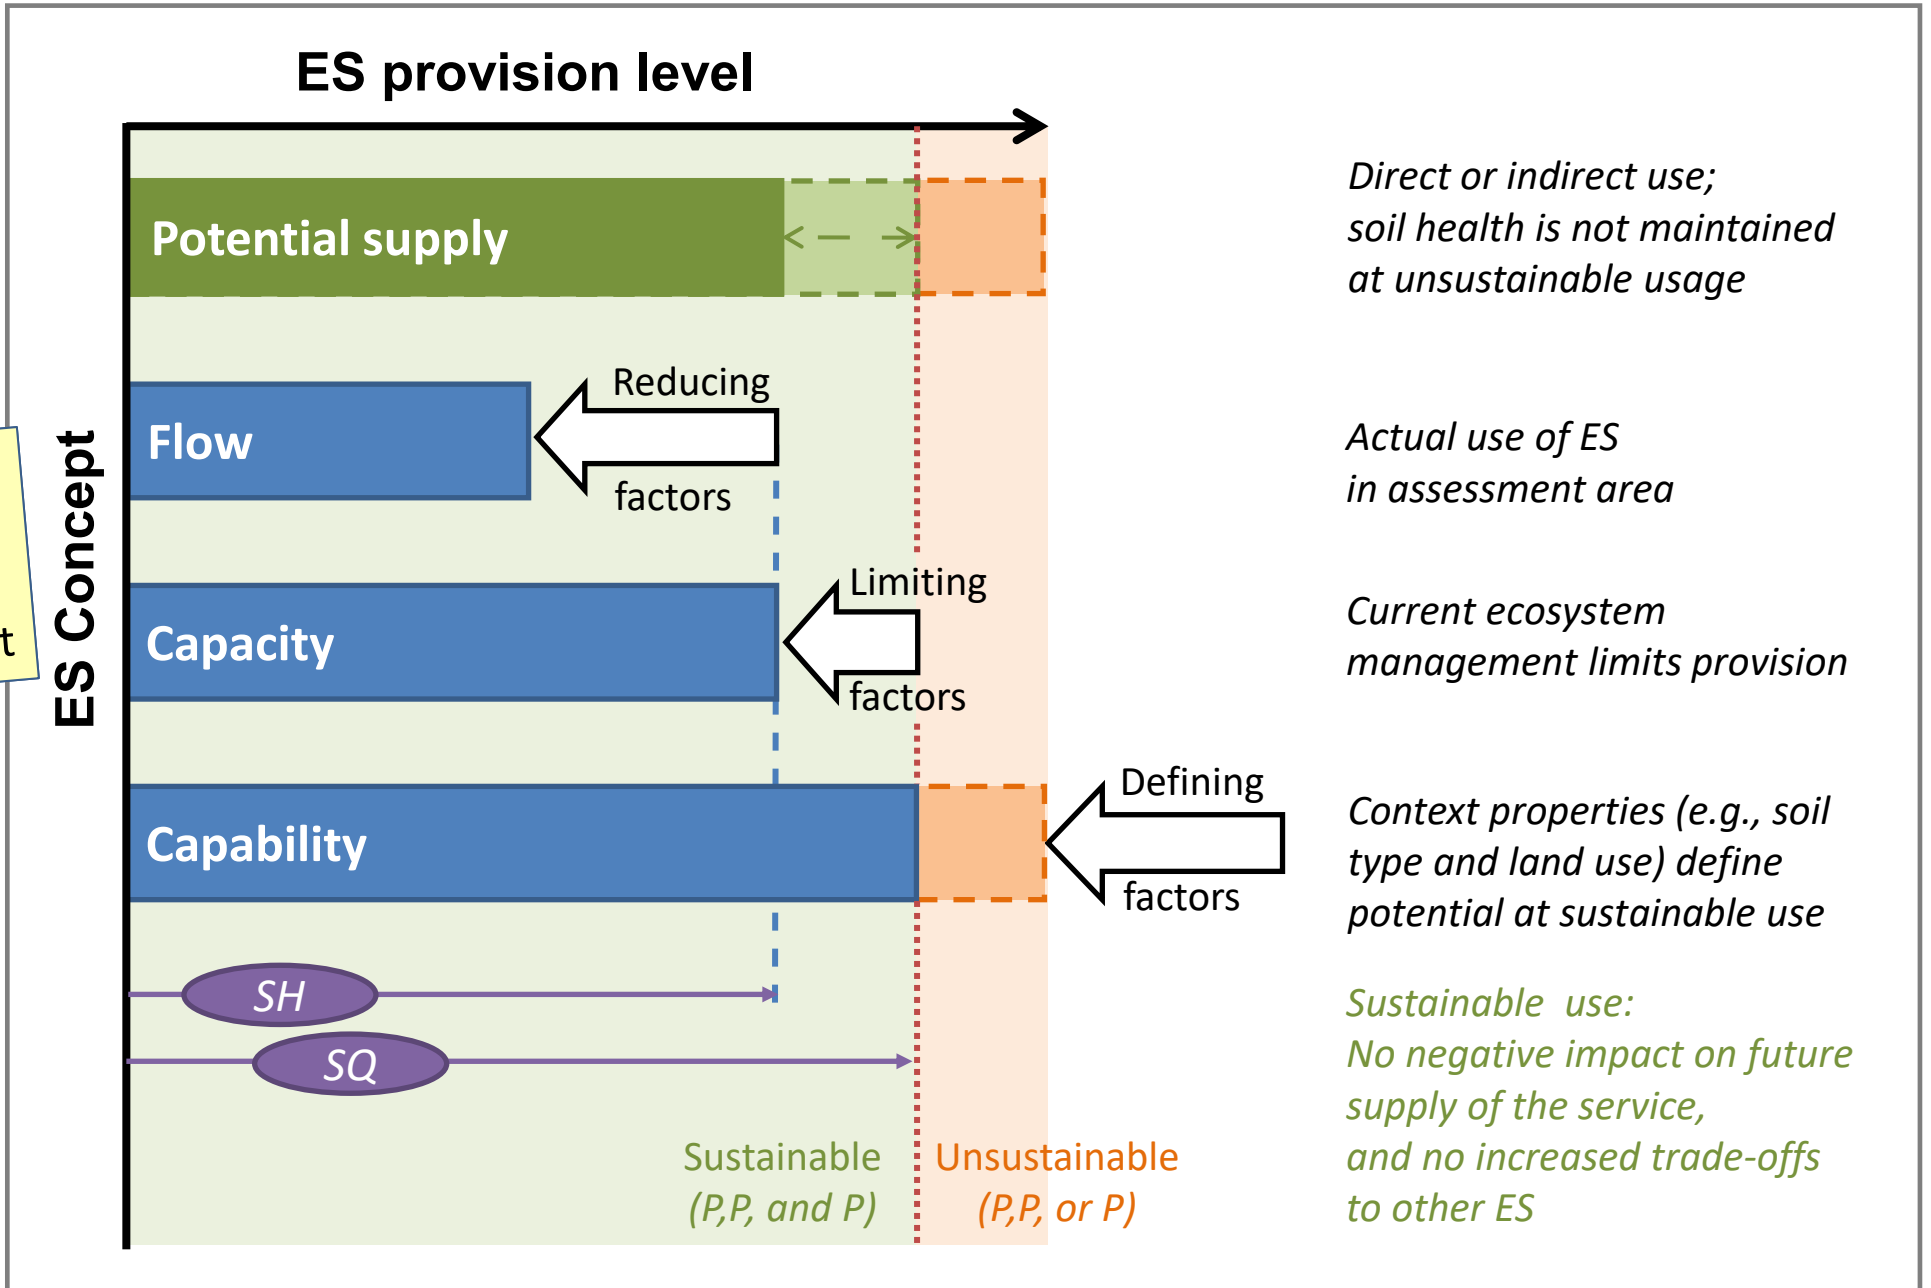 ES provision level
Potential supply
Direct or indirect use;
soil health is not maintained
at unsustainable usage
Reducing
Flow
factors
Actual use of ES
in assessment area
ES Concept
t
Limiting
Capacity
factors
Current ecosystem
management limits provision
Defining
Capability
factors
Context properties (e.g., soil
type and land use) define
potential at sustainable use
SH
SQ
Sustainable use:
No negative impact on future
supply of the service,
and no increased trade-offs
to other ES
Sustainable
(P,P, and P)
Unsustainable
(P,P, or P)